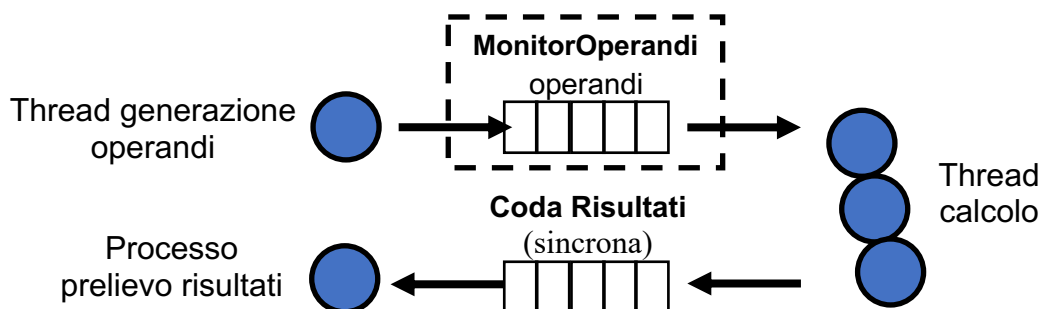 MonitorOperandi
operandi
Thread generazione
operandi
Thread
calcolo
Coda Risultati
(sincrona)
Processo
prelievo risultati